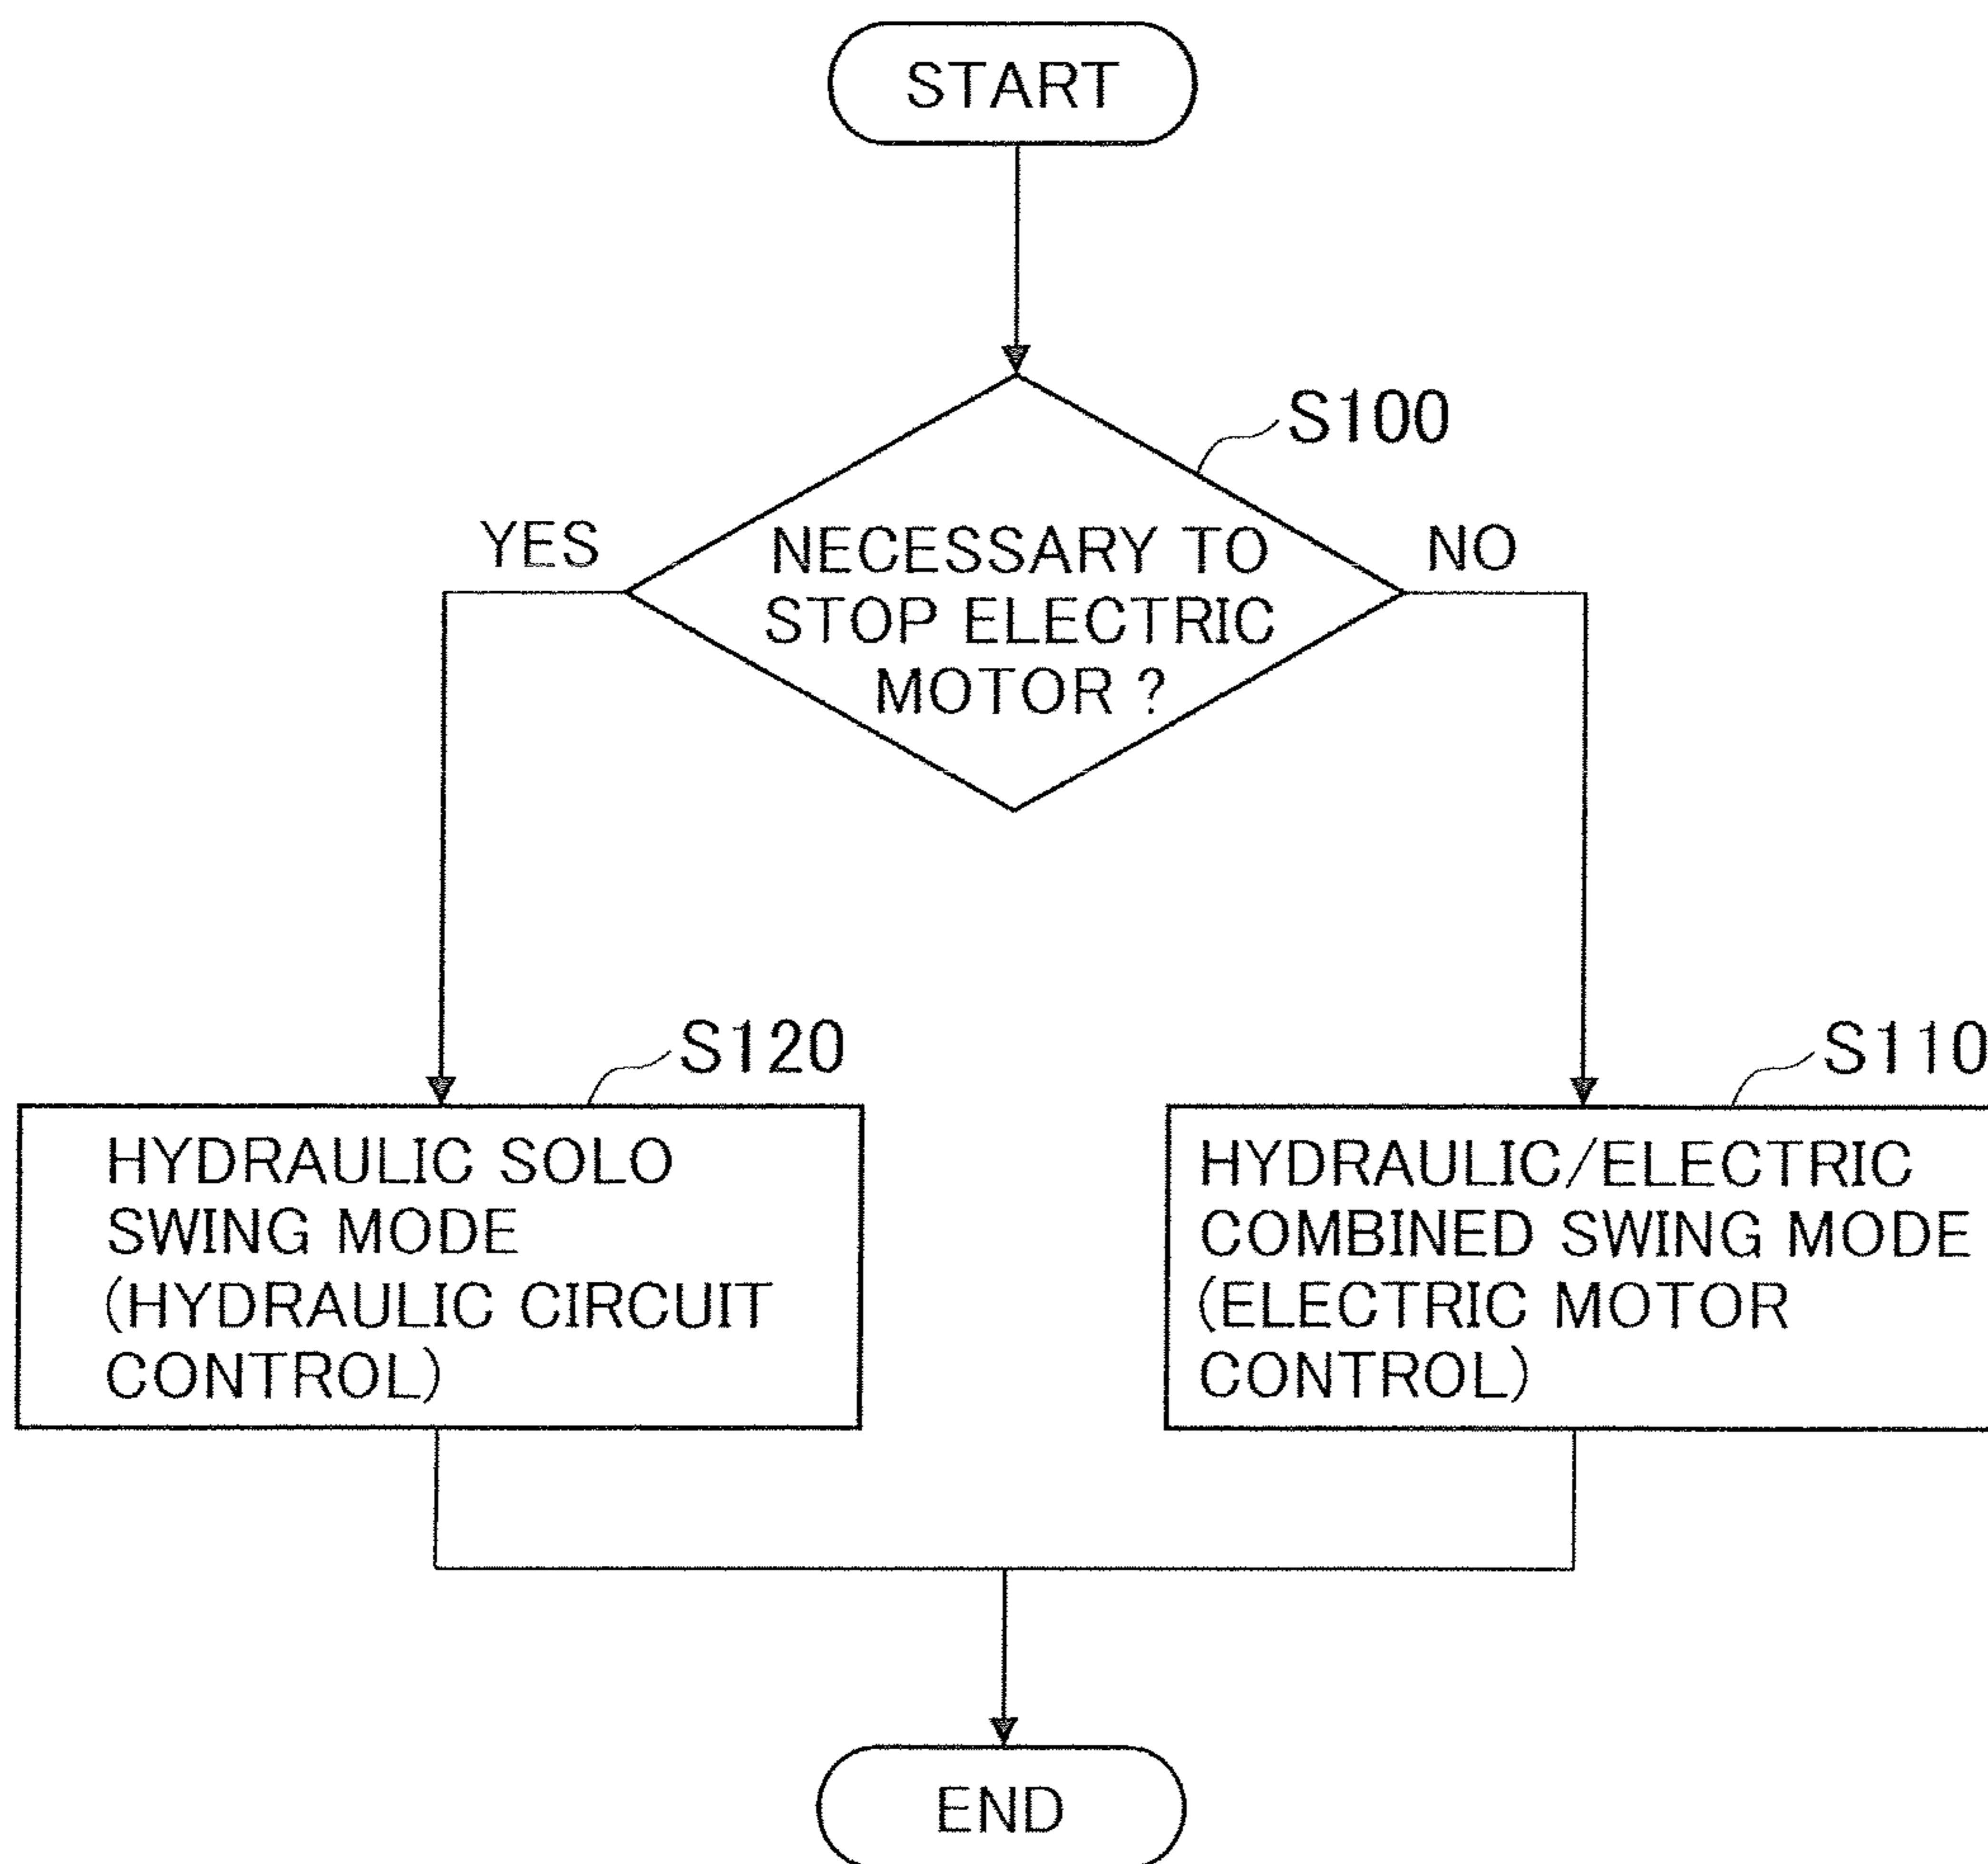 START
S100
YES
NECESSARY TO
STOP ELECTRIC
MOTOR ?
NO
S120
HYDRAULIC SOLO
SWING MODE
(HYDRAULIC CIRCUIT
CONTROL)
S110
HYDRAULIC/ELECTRIC
COMBINED SWING MODE
(ELECTRIC MOTOR
CONTROL)
END